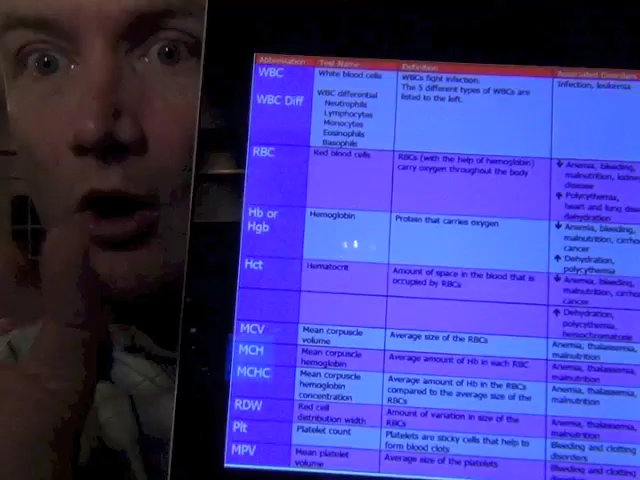 Abbreviation Test Name Definition Associated Disorders
WBC White blood cells WBCs fight infection. Infection, leukemia
The 5 different types of WBCs are
WBC Diff WBC differential listed to the left.
Neutrophils
Lymphocytes
Monocytes
Eosinophils
Basophils
RBC Red blood cells RBCs (with the help of hemoglobin) ↓ Anemia, bleeding,
carry oxygen throughout the body malnutrition, kidney
disease
↑ Polycythemia,
heart and lung
dehydration
Hb or Hemoglobin Protein that carries oxygen ↓ Anemia, bleeding,
Hgb malnutrition,
cancer
↑ Dehydration,
polycythemia
Hct Hematocrit Amount of space in the blood that is ↓ Anemia, bleeding,
occupied by RBCs malnutrition,
cancer
↑ Dehydration,
polycythemia,
hemochromatosis
MCV Mean corpuscle Average size of the RBCs Anemia, thalassemia,
volume malnutrition
MCH Mean corpuscle Average amount of Hb in each RBC Anemia, thalassemia,
hemoglobin malnutrition
MCHC Mean corpuscle Average amount of Hb in the RBCs Anemia, thalassemia,
hemoglobin compared to the average size of the malnutrition
concentration RBCs
RDW Red cell Amount of variation in size of the Anemia, thalassemia,
distribution width RBCs malnutrition
Plt Platelet count Platelets are sticky cells that help to Bleeding and clotting
form blood clots disorders
MPV Mean platelet Average size of the platelets Bleeding and clotting
volume disorders